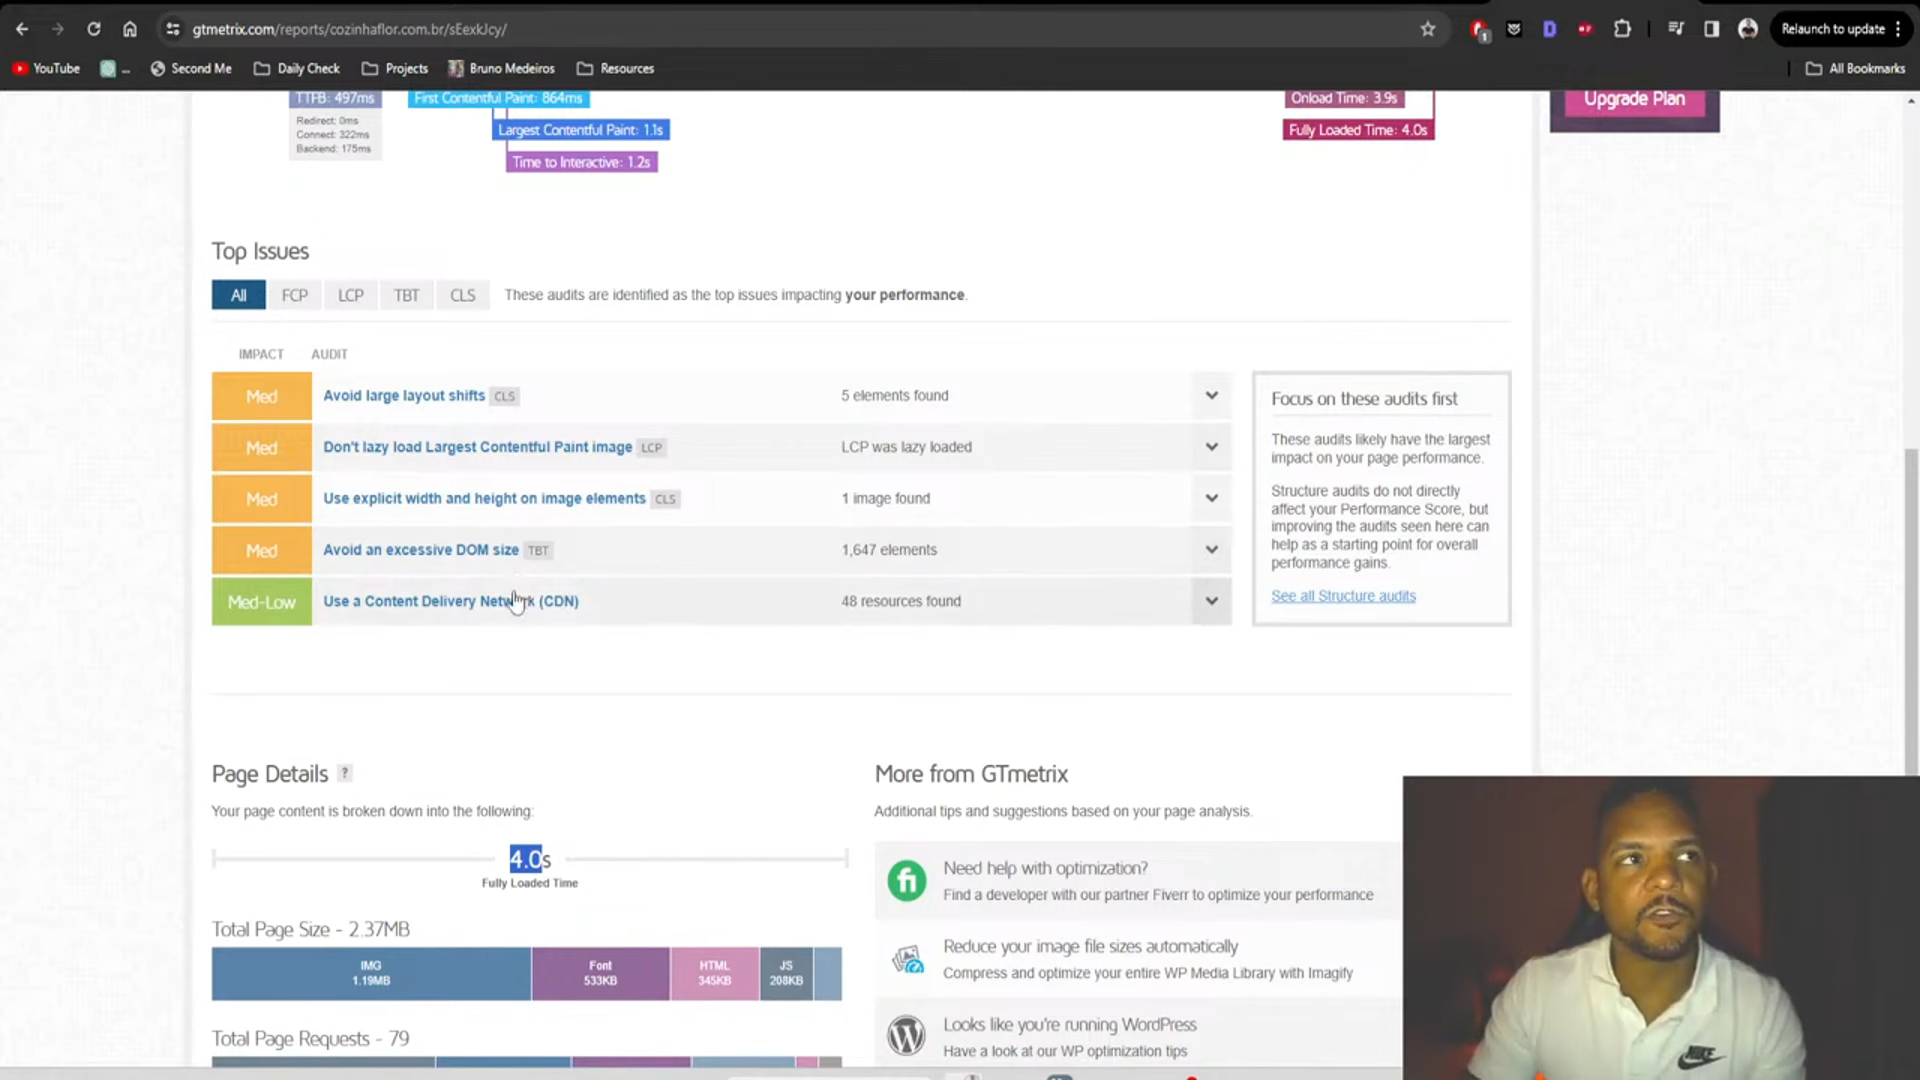 gtmetrix.com/reports/cozinhaflor.com.br/sEexkJcy/
Relaunch to update
YouTube
...
Second Me
Daily Check
Projects
Bruno Medeiros
Resources
All Bookmarks
TTFB: 497ms
Redirect: 0ms
Connect: 322ms
Backend: 175ms
First Contentful Paint: 864ms
Largest Contentful Paint: 1.1s
Time to Interactive: 1.2s
Onload Time: 3.9s
Fully Loaded Time: 4.0s
Upgrade Plan
Top Issues
All FCP LCP TBT CLS These audits are identified as the top issues impacting your performance.
IMPACT AUDIT
Med Avoid large layout shifts CLS 5 elements found
Med Don't lazy load Largest Contentful Paint image LCP LCP was lazy loaded
Med Use explicit width and height on image elements CLS 1 image found
Med Avoid an excessive DOM size TBT 1,647 elements
Med-Low Use a Content Delivery Network (CDN) 48 resources found
Focus on these audits first
These audits likely have the largest
impact on your page performance.
Structure audits do not directly
affect your Performance Score, but
improving the audits seen here can
help as a starting point for overall
performance gains.
See all Structure audits
Page Details ?
Your page content is broken down into the following:
4.0s
Fully Loaded Time
Total Page Size - 2.37MB
IMG
1.19MB
Font
533KB
HTML
345KB
JS
208KB
Total Page Requests - 79
More from GTmetrix
Additional tips and suggestions based on your page analysis.
fi
Need help with optimization?
Find a developer with our partner Fiverr to optimize your performance
Reduce your image file sizes automatically
Compress and optimize your entire WP Media Library with Imagify
Looks like you're running WordPress
Have a look at our WP optimization tips